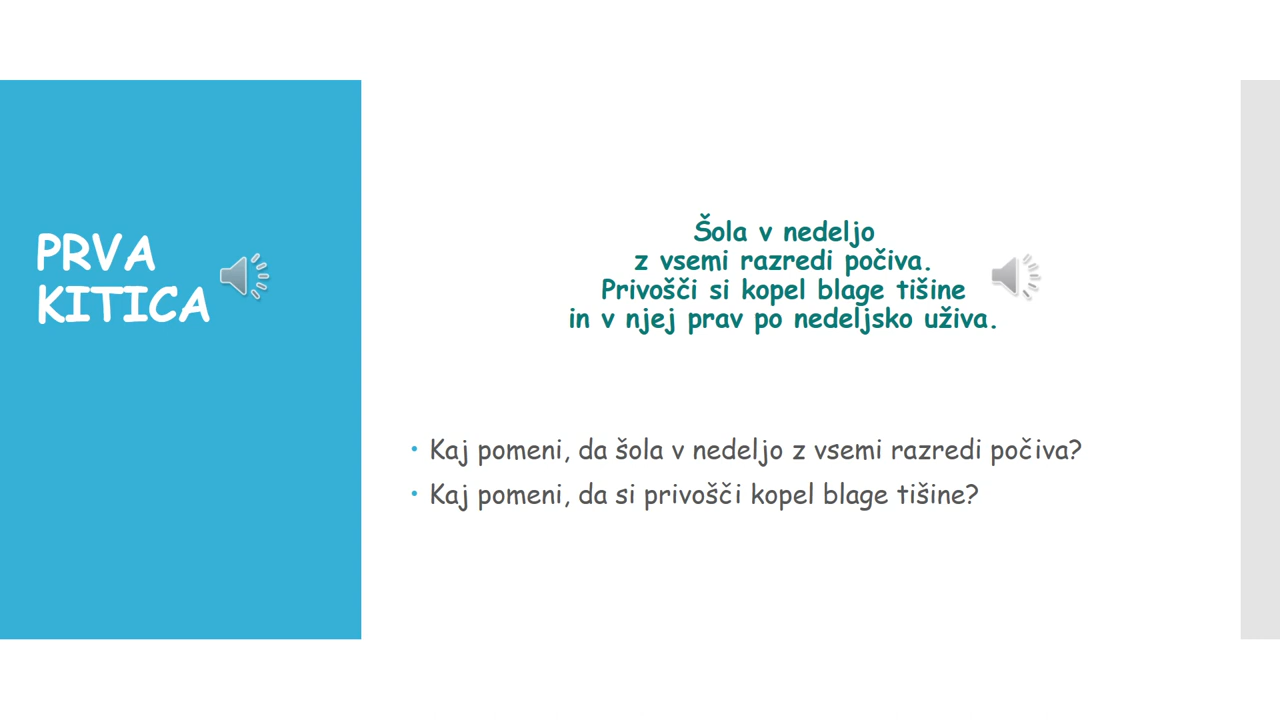 PRVA
KITICA
Šola v nedeljo
z vsemi razredi počiva.
Privošči si kopel blage tišine
in v njej prav po nedeljsko uživa.
• Kaj pomeni, da šola v nedeljo z vsemi razredi počiva?
• Kaj pomeni, da si privošči kopel blage tišine?